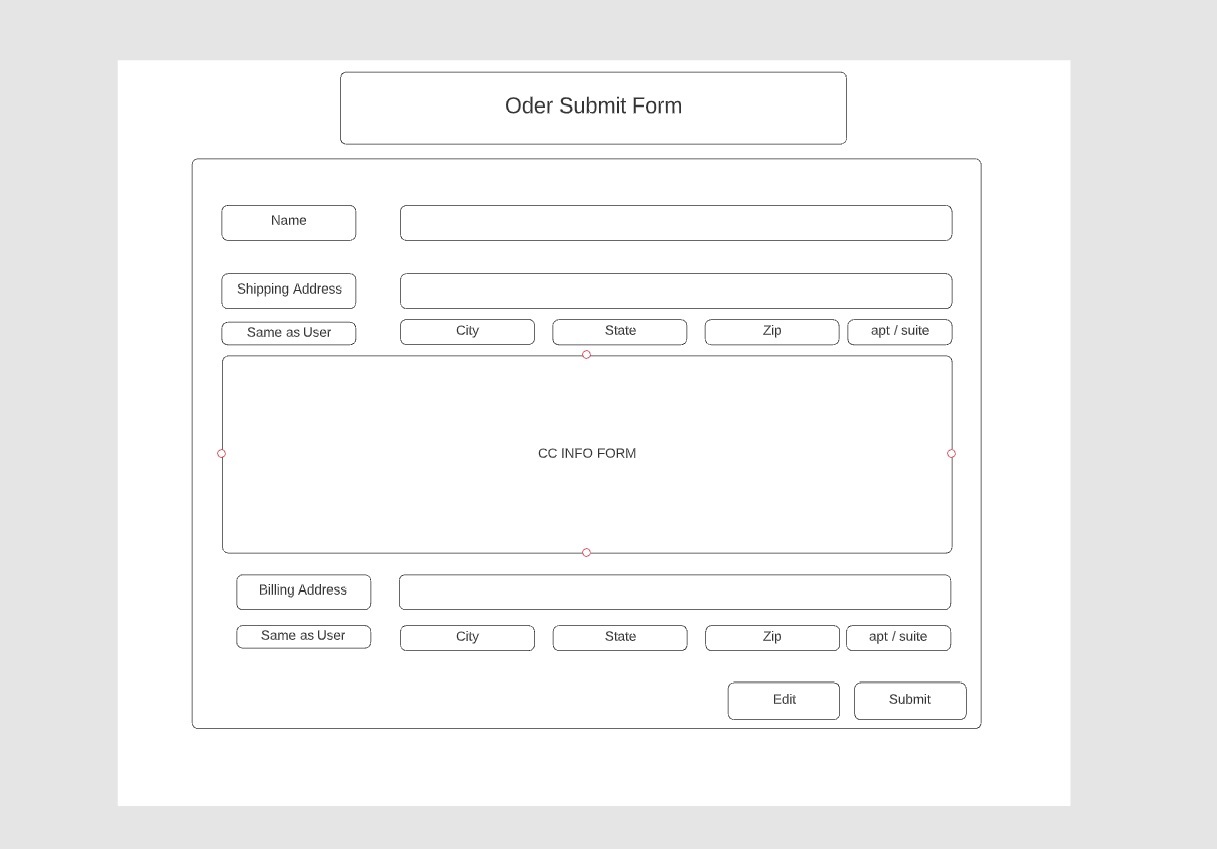 Oder Submit Form
Name
Shipping Address
Same as User
City
State
Zip
apt / suite
CC INFO FORM
Billing Address
Same as User
City
State
Zip
apt / suite
Edit
Submit